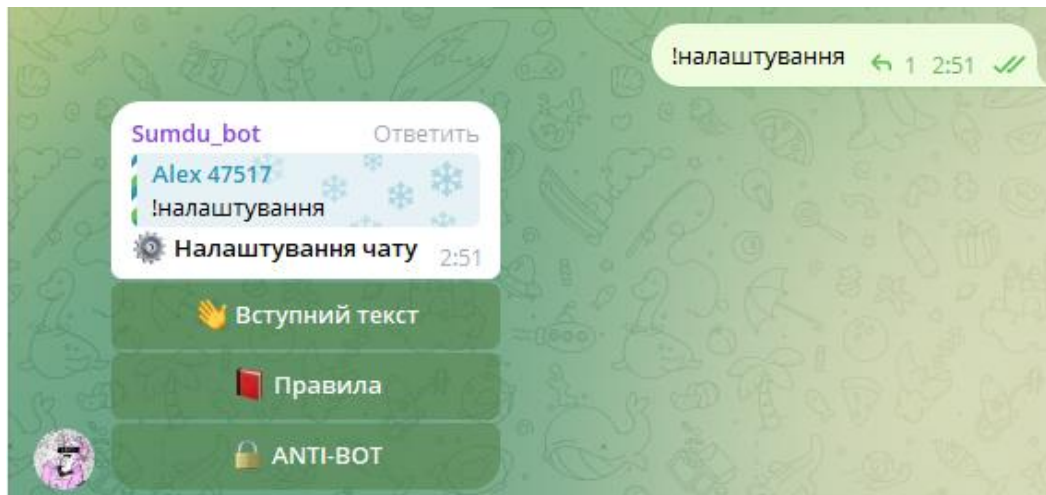 !налаштування 1 2:51
Sumdu_bot Ответить
Alex 47517
!налаштування
Налаштування чату 2:51
Вступний текст
Правила
ANTI-BOT